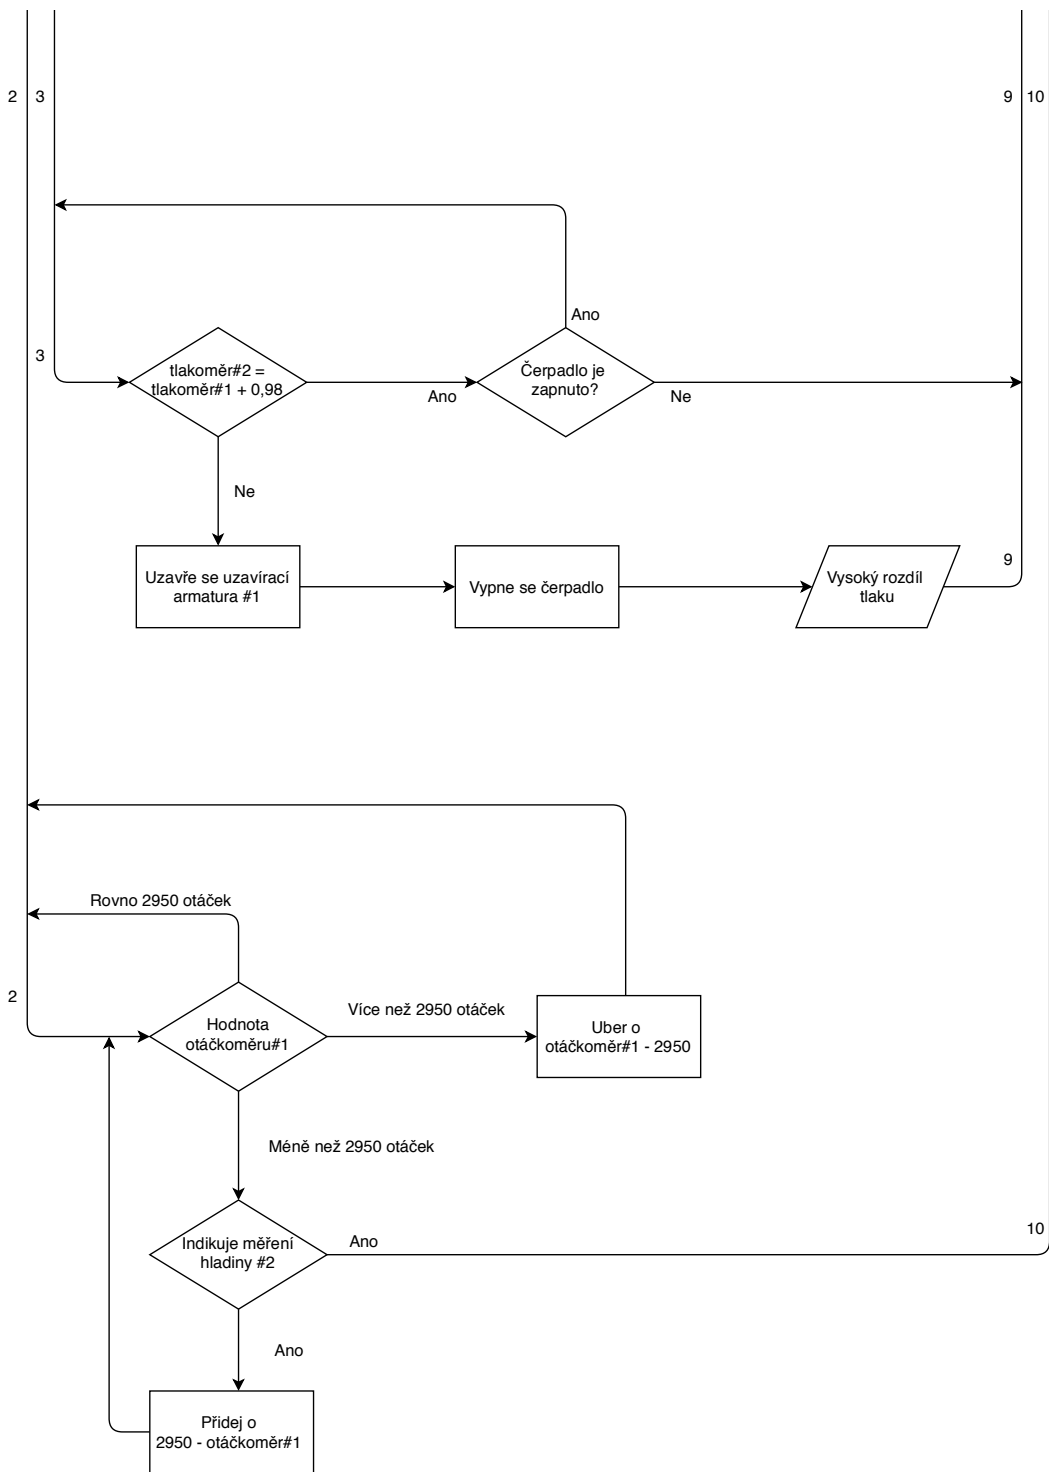 2
3
9
10
Ano
3
tlakoměr#2 =
tlakoměr#1 + 0,98
Ano
Čerpadlo je
zapnuto?
Ne
Ne
Uzavře se uzavírací
armatura #1
Vypne se čerpadlo
Vysoký rozdíl
tlaku
9
Rovno 2950 otáček
2
Hodnota
otáčkoměru#1
Více než 2950 otáček
Uber o
otáčkoměr#1 - 2950
Méně než 2950 otáček
Indikuje měření
hladiny #2
Ano
10
Ano
Přidej o
2950 - otáčkoměr#1